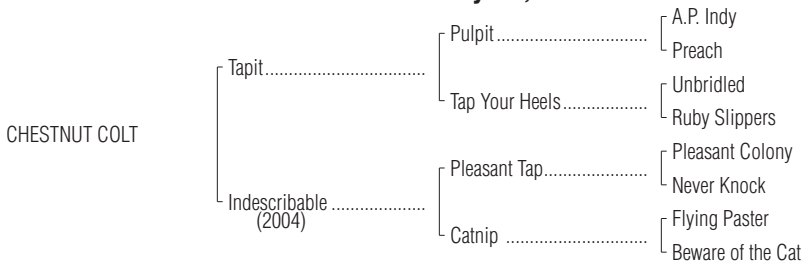 A.P. Indy
Pulpit
Preach
Tapit
Unbridled
Tap Your Heels
Ruby Slippers
CHESTNUT COLT
Pleasant Colony
Pleasant Tap
Never Knock
Indescribable
(2004)
Flying Paster
Catnip
Beware of the Cat